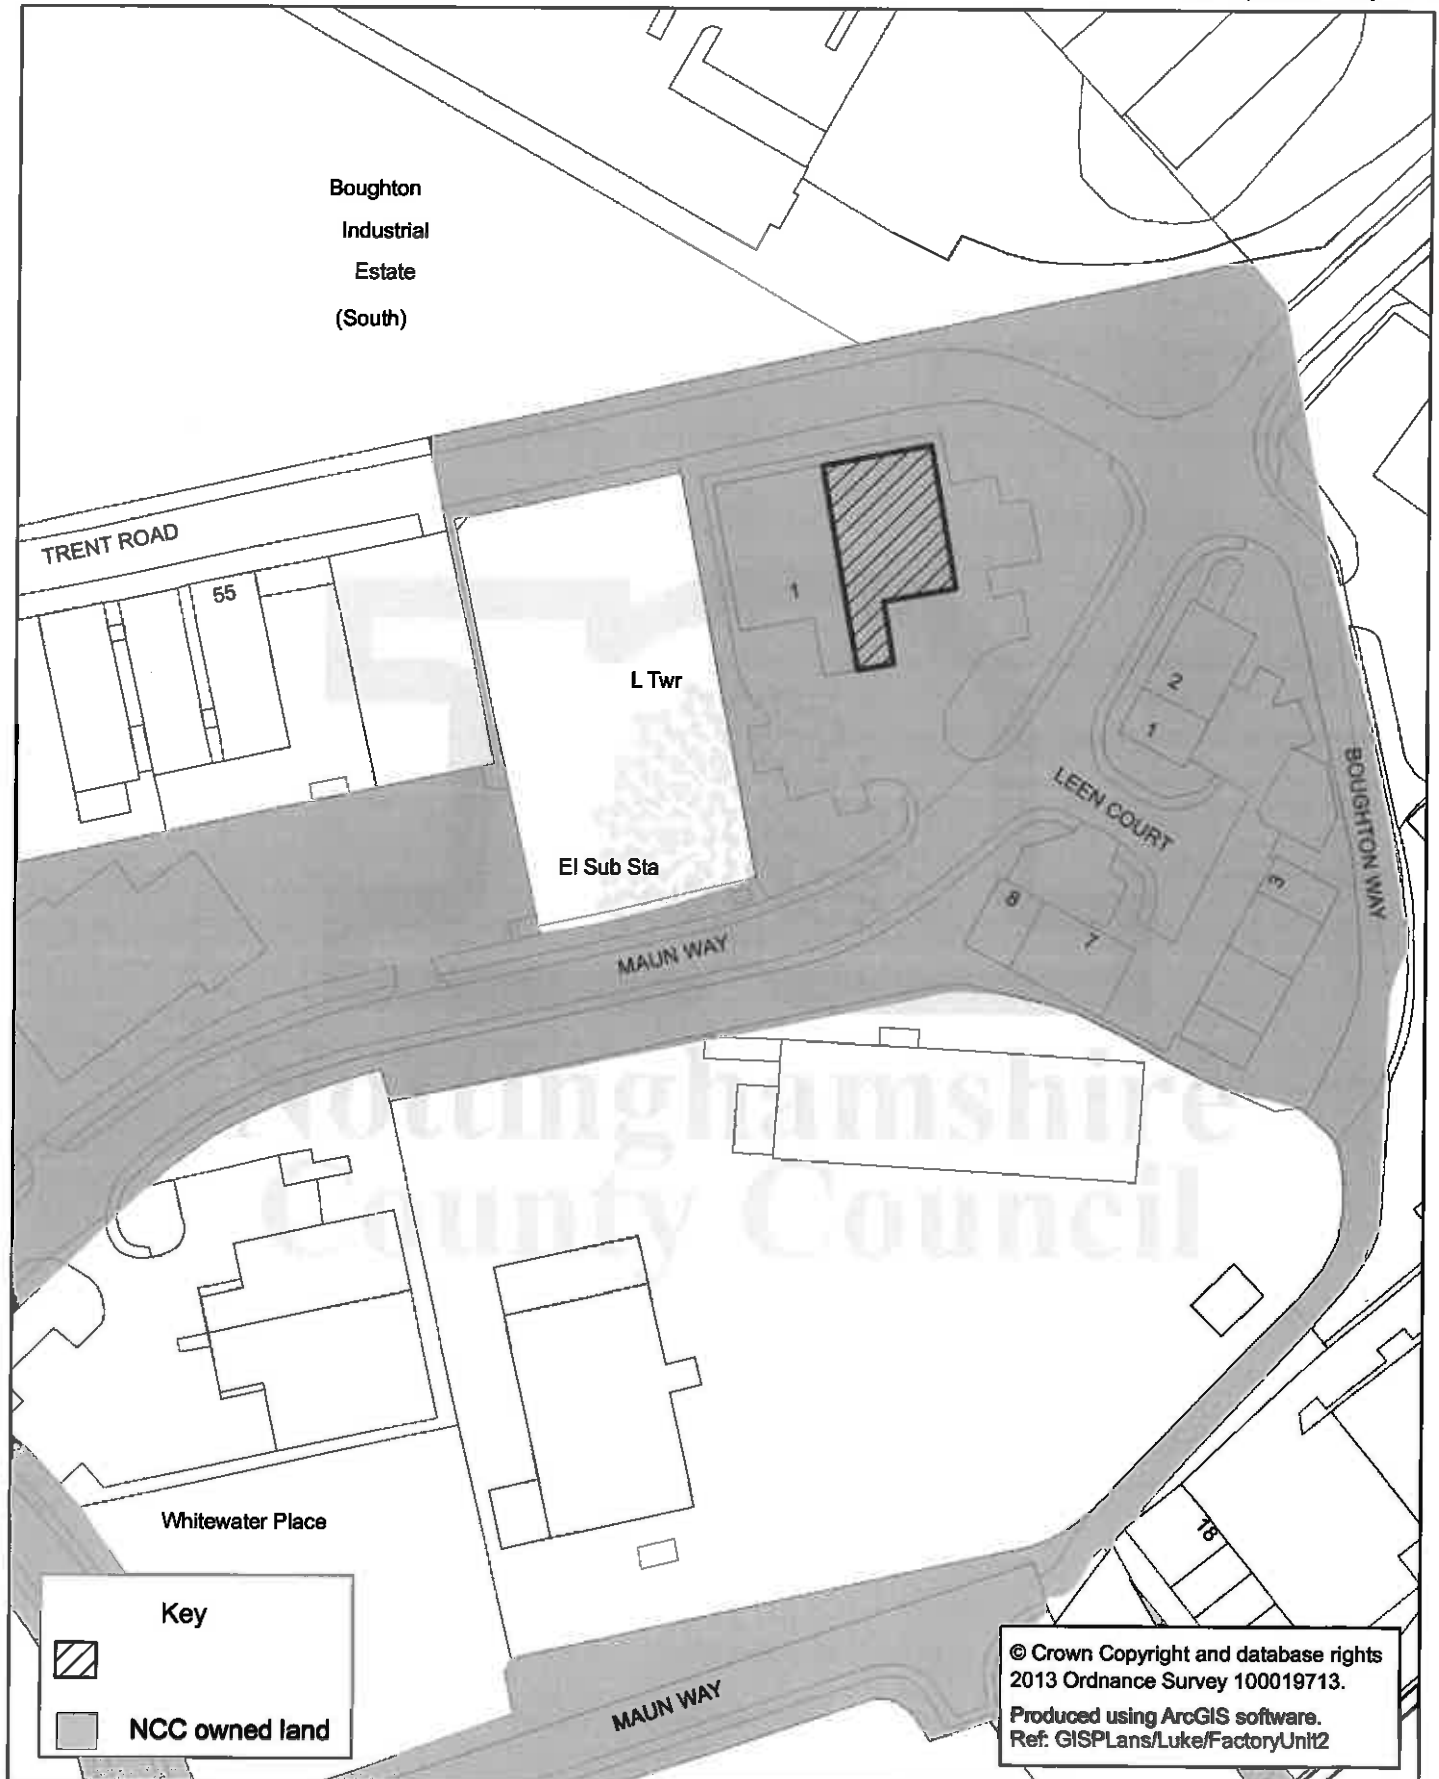 Boughton
Industrial
Estate
(South)
TRENT ROAD
55
1
L Twr
2
1
LEEN COURT
BOUGHTON WAY
El Sub Sta
3
8
7
MAUN WAY
Nottinghamshire
County Council
Whitewater Place
18
Key
NCC owned land
MAUN WAY
© Crown Copyright and database rights
2013 Ordnance Survey 100019713.
Produced using ArcGIS software.
Ref: GISPLans/Luke/FactoryUnit2